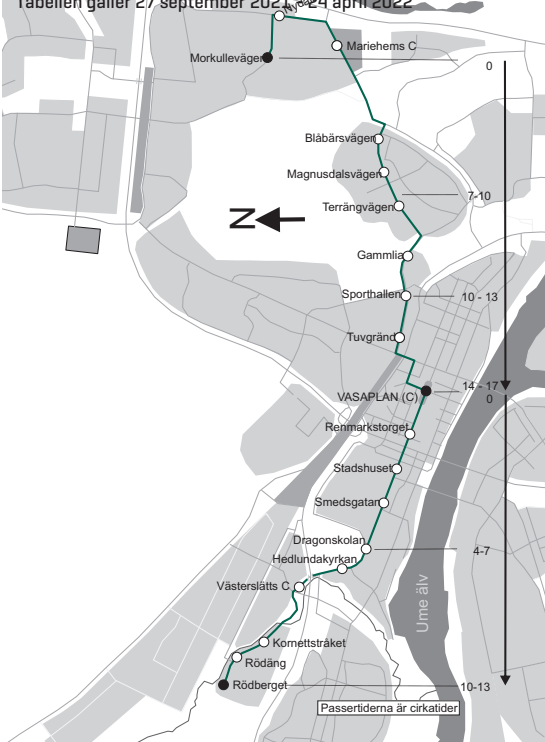 Tabellen gäller 27 september 2021 - 24 april 2022
Mariehems C
Morkullevägen
0
Blåbärsvägen
Magnusdalsvägen
7-10
Terrängvägen
N
Gammlia
Sporthallen
10 - 13
Tuvgränd
14 - 17
VASAPLAN (C)
0
Renmarkstorget
Stadshuset
Smedsgatan
Dragonskolan
4-7
Hedlundakyrkan
Västerslätts C
Ume älv
Kornettstråket
Rödäng
Rödberget
10-13
Passertiderna är cirkatider